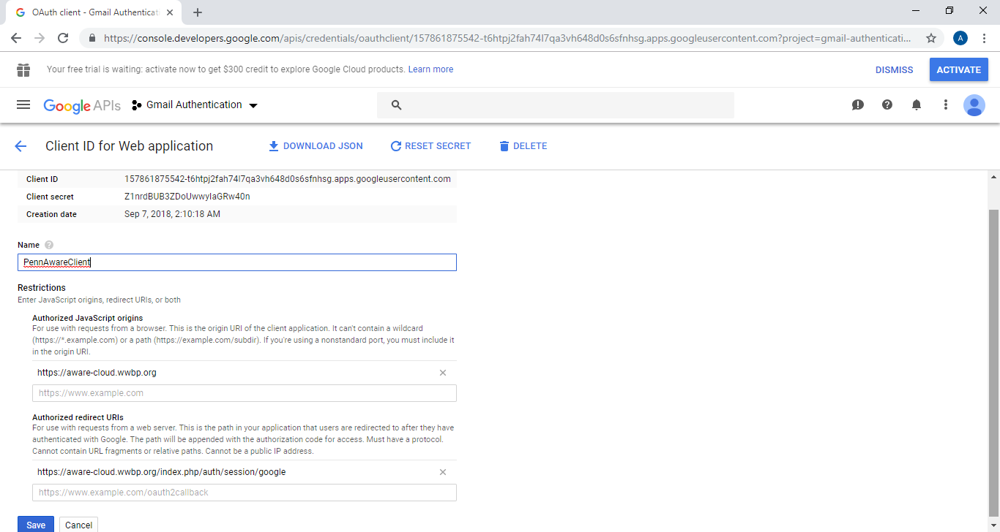 OAuth client - Gmail Authenticat
https://console.developers.google.com/apis/credentials/oauthclient/157861875542-t6htpj2fah74l7qa3vh648d0s6sfnhsg.apps.googleusercontent.com?project=gmail-authenticati...
A
Your free trial is waiting: activate now to get $300 credit to explore Google Cloud products. Learn more
DISMISS
ACTIVATE
Google APIs
Gmail Authentication
Client ID for Web application
DOWNLOAD JSON
RESET SECRET
DELETE
Client ID 157861875542-t6htpj2fah74l7qa3vh648d0s6sfnhsg.apps.googleusercontent.com
Client secret Z1nrdBUB3ZDoUwwyIaGRw40n
Creation date Sep 7, 2018, 2:10:18 AM
Name
PennAwareClient
Restrictions
Enter JavaScript origins, redirect URIs, or both
Authorized JavaScript origins
For use with requests from a browser. This is the origin URI of the client application. It can't contain a wildcard
(https://*.example.com) or a path (https://example.com/subdir). If you're using a nonstandard port, you must include it
in the origin URI.
https://aware-cloud.wwbp.org
https://www.example.com
Authorized redirect URIs
For use with requests from a web server. This is the path in your application that users are redirected to after they have
authenticated with Google. The path will be appended with the authorization code for access. Must have a protocol.
Cannot contain URL fragments or relative paths. Cannot be a public IP address.
https://aware-cloud.wwbp.org/index.php/auth/session/google
https://www.example.com/oauth2callback
Save
Cancel